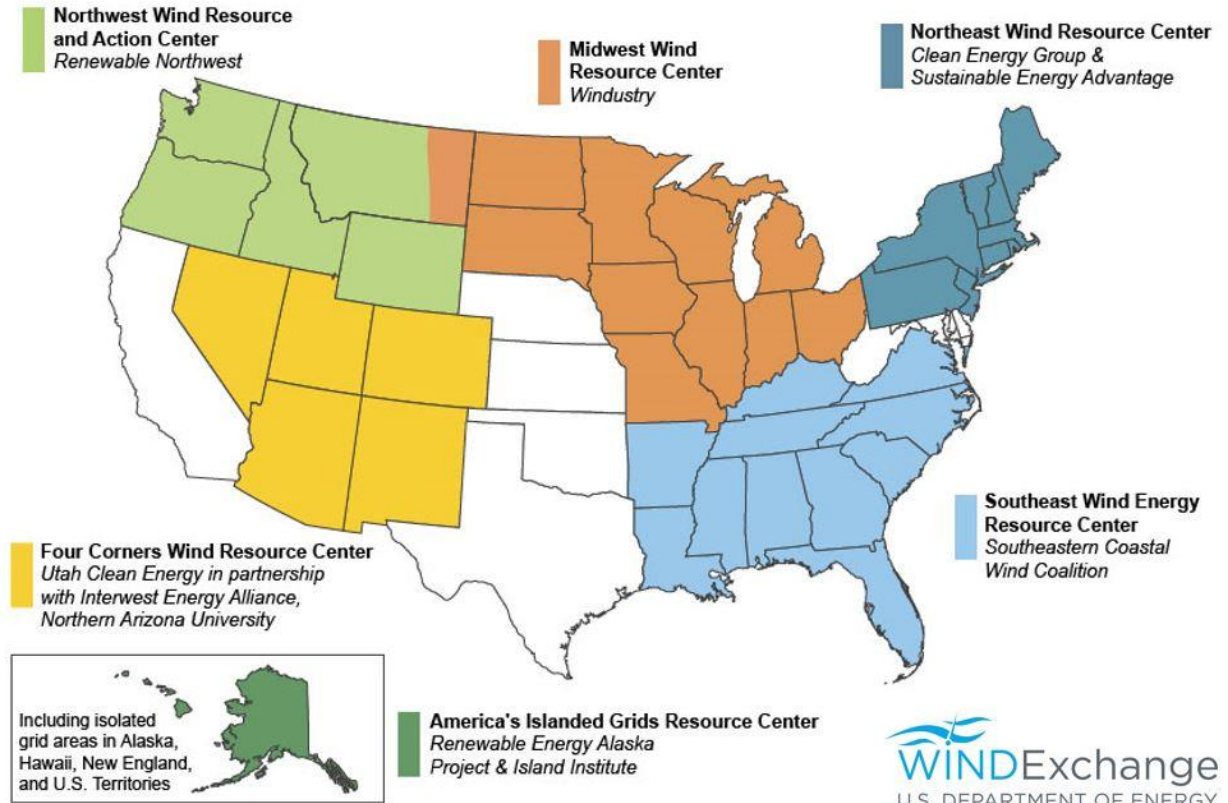 Northwest Wind Resource
and Action Center
Renewable Northwest
Midwest Wind
Resource Center
Windustry
Northeast Wind Resource Center
Clean Energy Group &
Sustainable Energy Advantage
Southeast Wind Energy
Resource Center
Southeastern Coastal
Wind Coalition
Four Corners Wind Resource Center
Utah Clean Energy in partnership
with Interwest Energy Alliance,
Northern Arizona University
Including isolated
grid areas in Alaska,
Hawaii, New England,
and U.S. Territories
America's Islanded Grids Resource Center
Renewable Energy Alaska
Project & Island Institute
WINDExchange
U.S. DEPARTMENT OF ENERGY